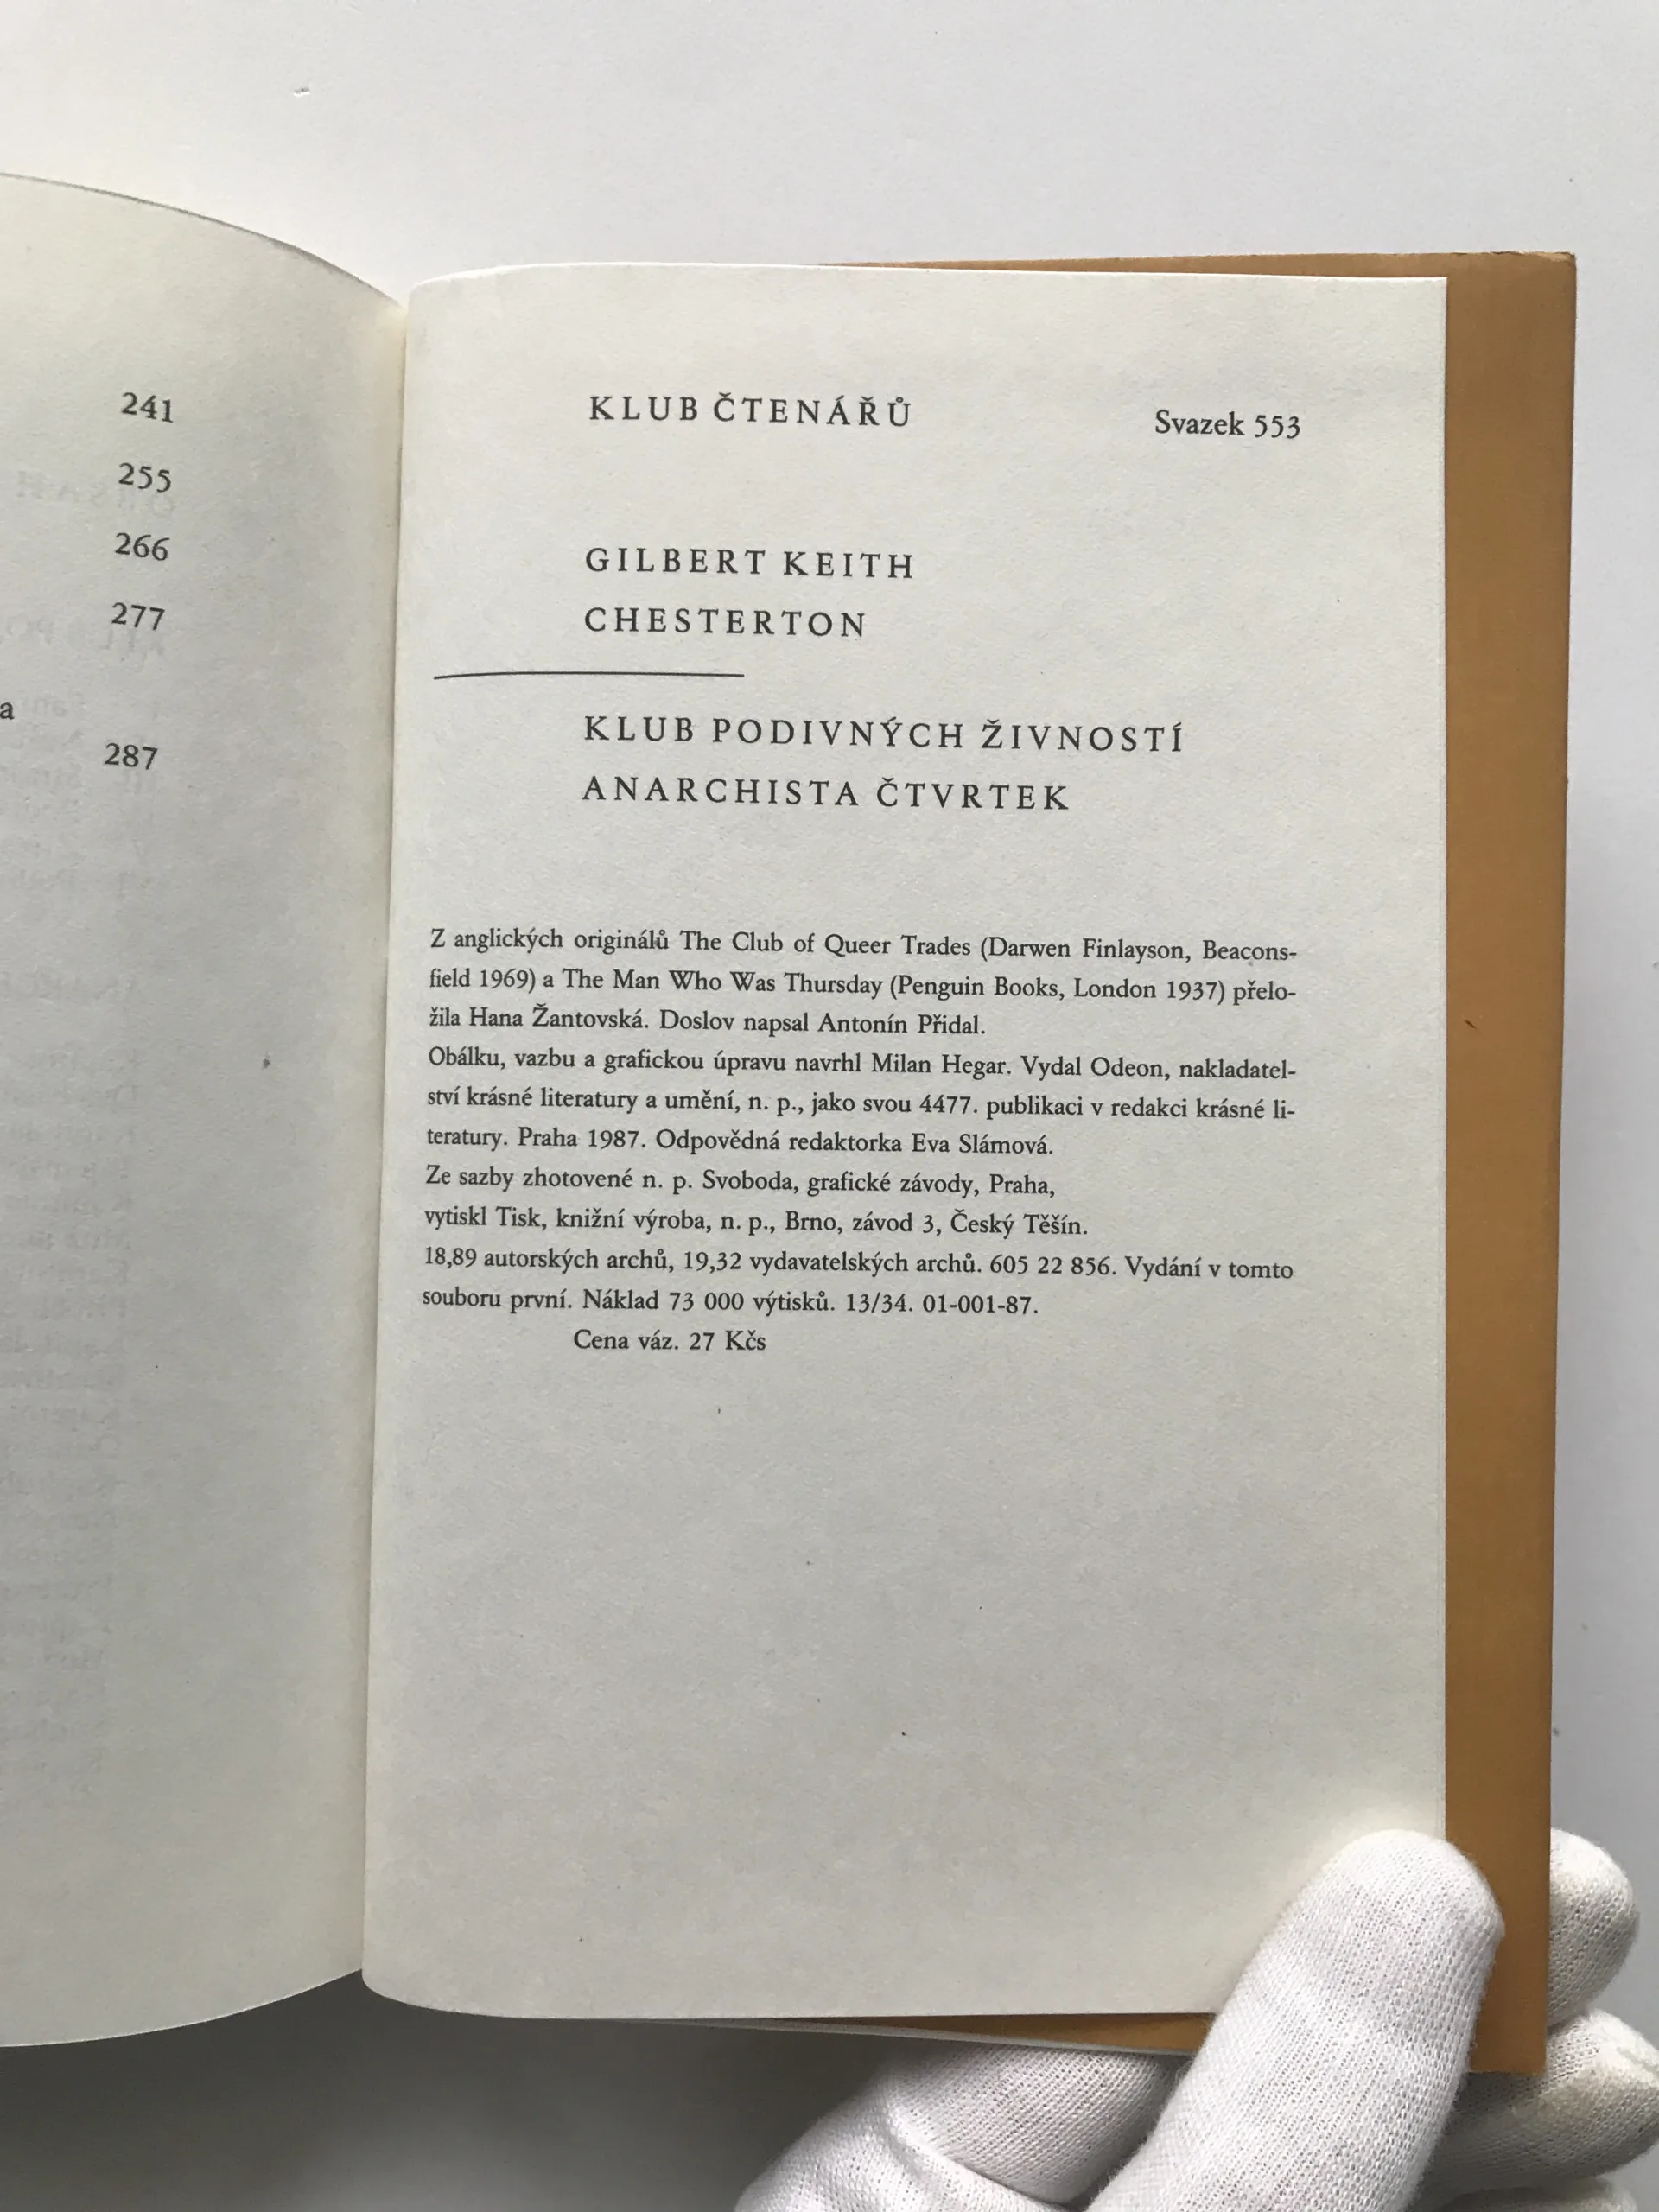 241
255
266
277
a
287
KLUB ČTENÁŘŮ
Svazek 553
GILBERT KEITH
CHESTERTON
KLUB PODIVNÝCH ŽIVNOSTÍ
ANARCHISTA ČTVRTEK
Z anglických originálů The Club of Queer Trades (Darwen Finlayson, Beacons-
field 1969) a The Man Who Was Thursday (Penguin Books, London 1937) přelo-
žila Hana Žantovská. Doslov napsal Antonín Přidal.
Obálku, vazbu a grafickou úpravu navrhl Milan Hegar. Vydal Odeon, nakladatel-
ství krásné literatury a umění, n. p., jako svou 4477. publikaci v redakci krásné li-
teratury. Praha 1987. Odpovědná redaktorka Eva Slámová.
Ze sazby zhotovené n. p. Svoboda, grafické závody, Praha,
vytiskl Tisk, knižní výroba, n. p., Brno, závod 3, Český Těšín.
18,89 autorských archů, 19,32 vydavatelských archů. 605 22 856. Vydání v tomto
souboru první. Náklad 73 000 výtisků. 13/34. 01-001-87.
Cena váz. 27 Kčs